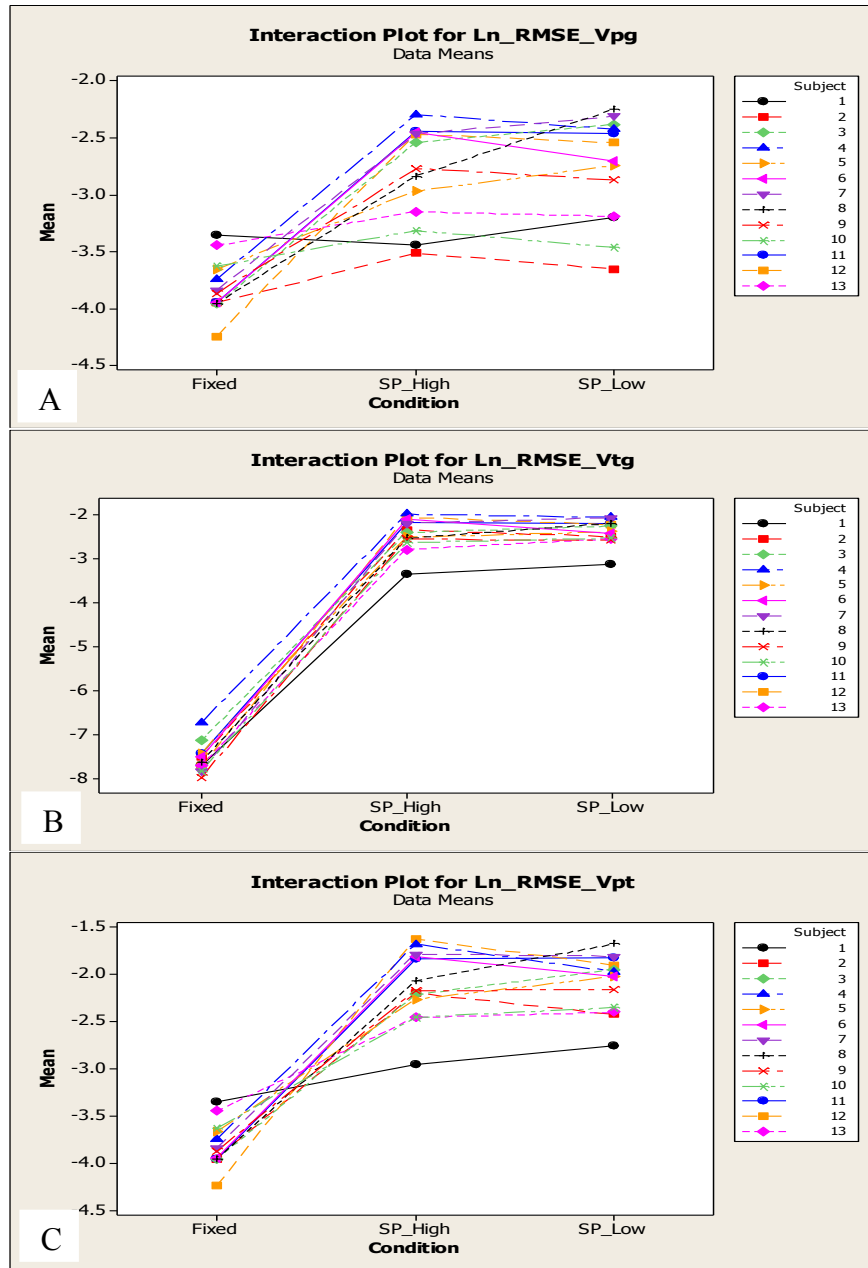 Interaction Plot for Ln_RMSE_Vpg
Data Means
-2.0
-2.5
-3.0
-3.5
-4.0
-4.5
Mean
Fixed SP_High SP_Low
Condition
Subject
1
2
3
4
5
6
7
8
9
10
11
12
13
A
Interaction Plot for Ln_RMSE_Vtg
Data Means
-2
-3
-4
-5
-6
-7
-8
Mean
Fixed SP_High SP_Low
Condition
Subject
1
2
3
4
5
6
7
8
9
10
11
12
13
B
Interaction Plot for Ln_RMSE_Vpt
Data Means
-1.5
-2.0
-2.5
-3.0
-3.5
-4.0
-4.5
Mean
Fixed SP_High SP_Low
Condition
Subject
1
2
3
4
5
6
7
8
9
10
11
12
13
C